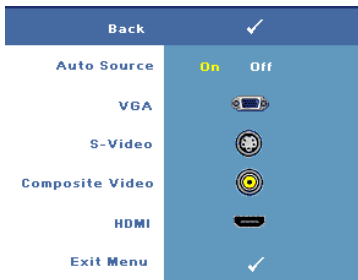 Back
Auto Source On Off
VGA
S-Video
Composite Video
HDMI
Exit Menu